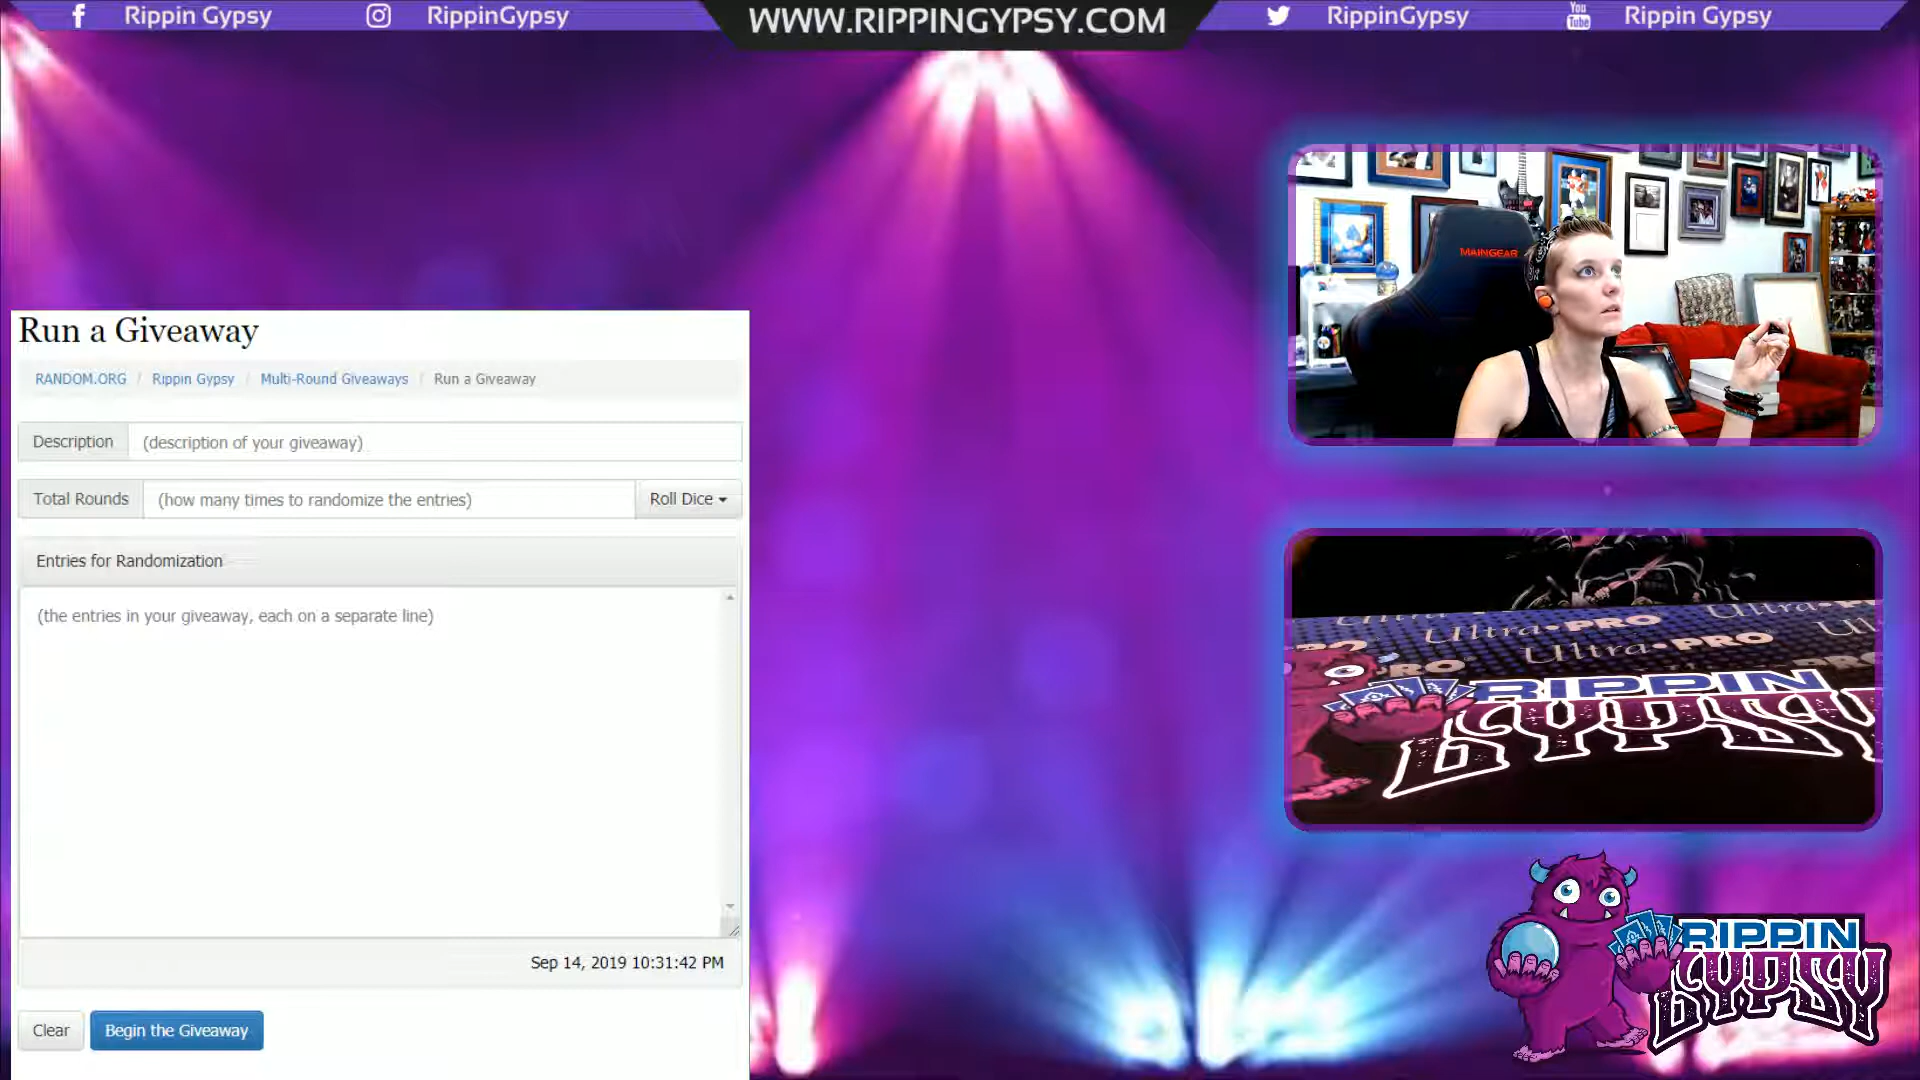 Rippin Gypsy
RippinGypsy
WWW.RIPPINGYPSY.COM
RippinGypsy
You
Tube
Rippin Gypsy
MAINGEAR
Run a Giveaway
RANDOM.ORG / Rippin Gypsy / Multi-Round Giveaways / Run a Giveaway
Description (description of your giveaway)
Total Rounds (how many times to randomize the entries) Roll Dice
Entries for Randomization
(the entries in your giveaway, each on a separate line)
Sep 14, 2019 10:31:42 PM
Clear Begin the Giveaway
Ultra•PRO
Ultra•PRO
RIPPIN
GYPSY
RIPPIN
GYPSY